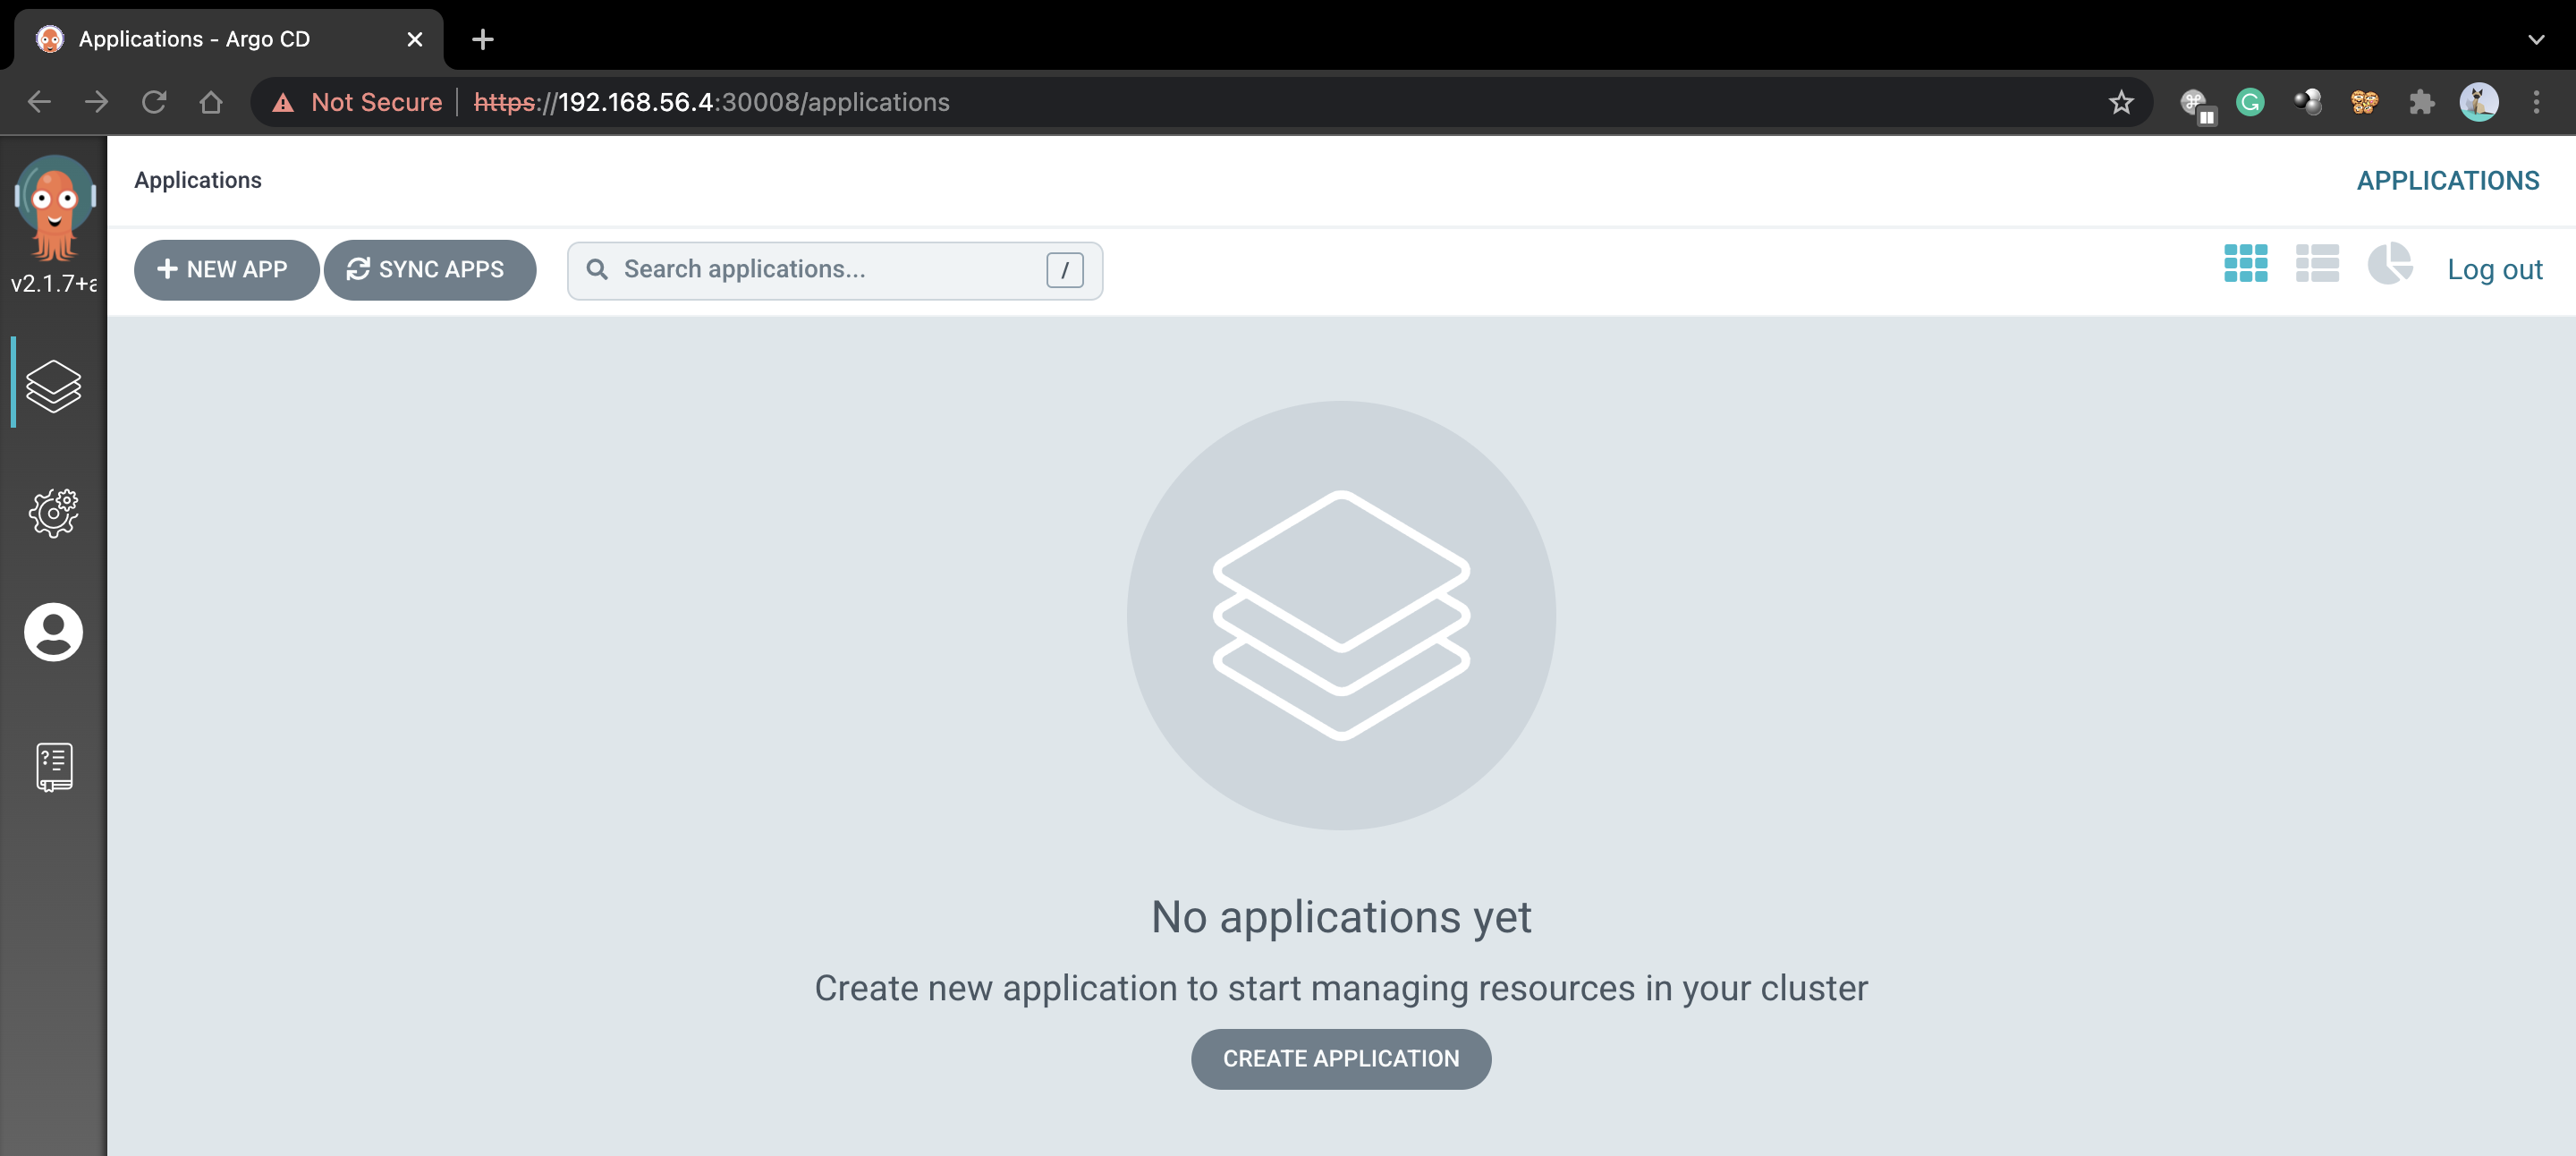 Applications - Argo CD
Not Secure https://192.168.56.4:30008/applications
v2.1.7+a
Applications
APPLICATIONS
NEW APP
SYNC APPS
Search applications...
/
Log out
No applications yet
Create new application to start managing resources in your cluster
CREATE APPLICATION